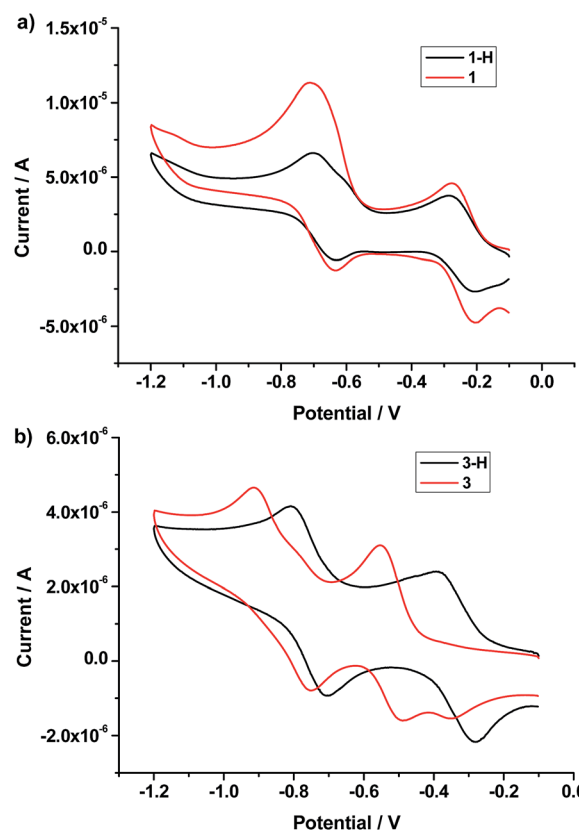 a)
1.5x10⁻⁵
1.0x10⁻⁵
5.0x10⁻⁶
0.0
-5.0x10⁻⁶
Current / A
1-H
1
-1.2 -1.0 -0.8 -0.6 -0.4 -0.2 0.0
Potential / V
b)
6.0x10⁻⁶
4.0x10⁻⁶
2.0x10⁻⁶
0.0
-2.0x10⁻⁶
Current / A
3-H
3
-1.2 -1.0 -0.8 -0.6 -0.4 -0.2 0.0
Potential / V